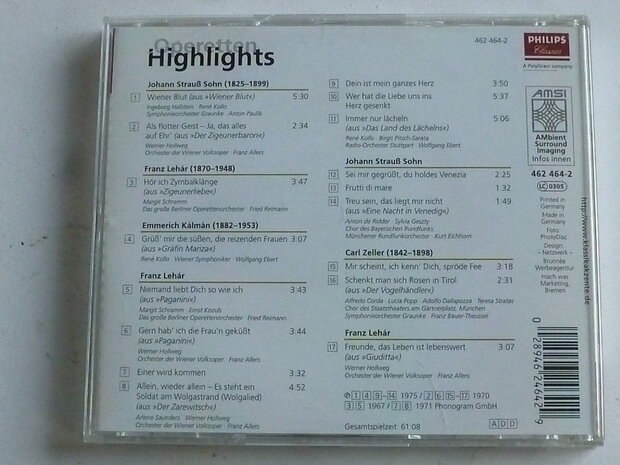 Operetten
Highlights
462 464-2
PHILIPS
Classics
A PolyGram company
Johann Strauß Sohn (1825–1899)
1 Wiener Blut (aus »Wiener Blut«) 5:30
Ingeborg Hallstein · René Kollo
Symphonieorchester Graunke · Anton Paulik
2 Als flotter Geist – Ja, das alles 2:34
auf Ehr' (aus »Der Zigeunerbaron«)
Werner Hollweg
Orchester der Wiener Volksoper · Franz Allers
Franz Lehár (1870–1948)
3 Hör ich Zymbalklänge 3:47
(aus »Zigeunerliebe«)
Margit Schramm
Das große Berliner Operettenorchester · Fried Reimann
Emmerich Kálmán (1882–1953)
4 Grüß' mir die süßen, die reizenden Frauen 3:07
(aus »Gräfin Mariza«)
René Kollo · Wiener Symphoniker · Wolfgang Ebert
Franz Lehár
5 Niemand liebt Dich so wie ich 3:43
(aus »Paganini«)
Margit Schramm · Ernst Kozub
Das große Berliner Operettenorchester · Fried Reimann
6 Gern hab' ich die Frau'n geküßt 3:44
(aus »Paganini«)
Werner Hollweg
Orchester der Wiener Volksoper · Franz Allers
7 Einer wird kommen 3:32
8 Allein, wieder allein – Es steht ein 4:52
Soldat am Wolgastrand (Wolgalied)
(aus »Der Zarewitsch«)
Arlene Saunders · Werner Hollweg
Orchester der Wiener Volksoper · Franz Allers
9 Dein ist mein ganzes Herz 3:50
10 Wer hat die Liebe uns ins 5:37
Herz gesenkt
11 Immer nur lächeln 5:06
(aus »Das Land des Lächelns«)
René Kollo · Birgit Pitsch-Sarata
Radio-Orchester Stuttgart · Wolfgang Ebert
Johann Strauß Sohn
12 Sei mir gegrüßt, du holdes Venezia 2:25
13 Frutti di mare 1:32
14 Treu sein, das liegt mir nicht 1:49
(aus »Eine Nacht in Venedig«)
Anton de Ridder · Sylvia Geszty
Chor des Bayerischen Rundfunks
Münchner Rundfunkorchester · Kurt Eichhorn
Carl Zeller (1842–1898)
15 Mir scheint, ich kenn' Dich, spröde Fee 3:18
16 Schenkt man sich Rosen in Tirol 2:31
(aus »Der Vogelhändler«)
Alfredo Corda · Lucia Popp · Adolfo Dallapozza · Teresa Stratas
Chor des Staatstheaters am Gärtnerplatz, München
Symphonieorchester Graunke · Franz Bauer-Theussl
Franz Lehár
17 Freunde, das Leben ist lebenswert 3:07
(aus »Giuditta«)
Werner Hollweg
Orchester der Wiener Volksoper · Franz Allers
℗ 1 4 9 – 14 1975 / 2 6 15 – 17 1970
3 5 1967 / 7 8 1971 Phonogram GmbH
Gesamtspielzeit 61:08
ADD
AMSI
AMbient
Surround
Imaging
Infos innen
462 464-2
LC 0305
Printed in
Germany
Made in
Germany
Foto:
PhotoDisc
Design:
– Netzwerk –
Brunnée
Werbeagentur
mach was
Marketing,
Bremen
http://www.klassikakzente.de
0 28946 24642 9